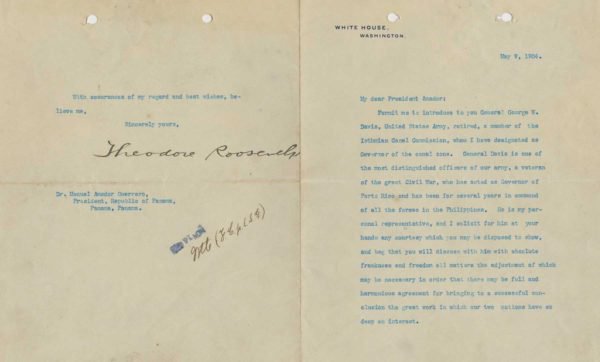 WHITE HOUSE.
WASHINGTON.
May 9, 1904.
My dear President Amador:
Permit me to introduce to you General George W.
Davis, United States Army, retired, a member of the
Isthmian Canal Commission, whom I have designated as
Governor of the canal zone. General Davis is one of
the most distinguished officers of our army, a veteran
of the great Civil War, who has acted as Governor of
Porto Rico and has been for several years in command
of all the forces in the Philippines. He is my per-
sonal representative, and I solicit for him at your
hands any courtesy which you may be disposed to show,
and beg that you will discuss with him with absolute
frankness and freedom all matters the adjustment of which
may be necessary in order that there may be full and
harmonious agreement for bringing to a successful con-
clusion the great work in which our two nations have so
deep an interest.
With assurances of my regard and best wishes, be-
lieve me,
Sincerely yours,
Theodore Roosevelt
Dr. Manuel Amador Guerrero,
President, Republic of Panama,
Panama, Panama.